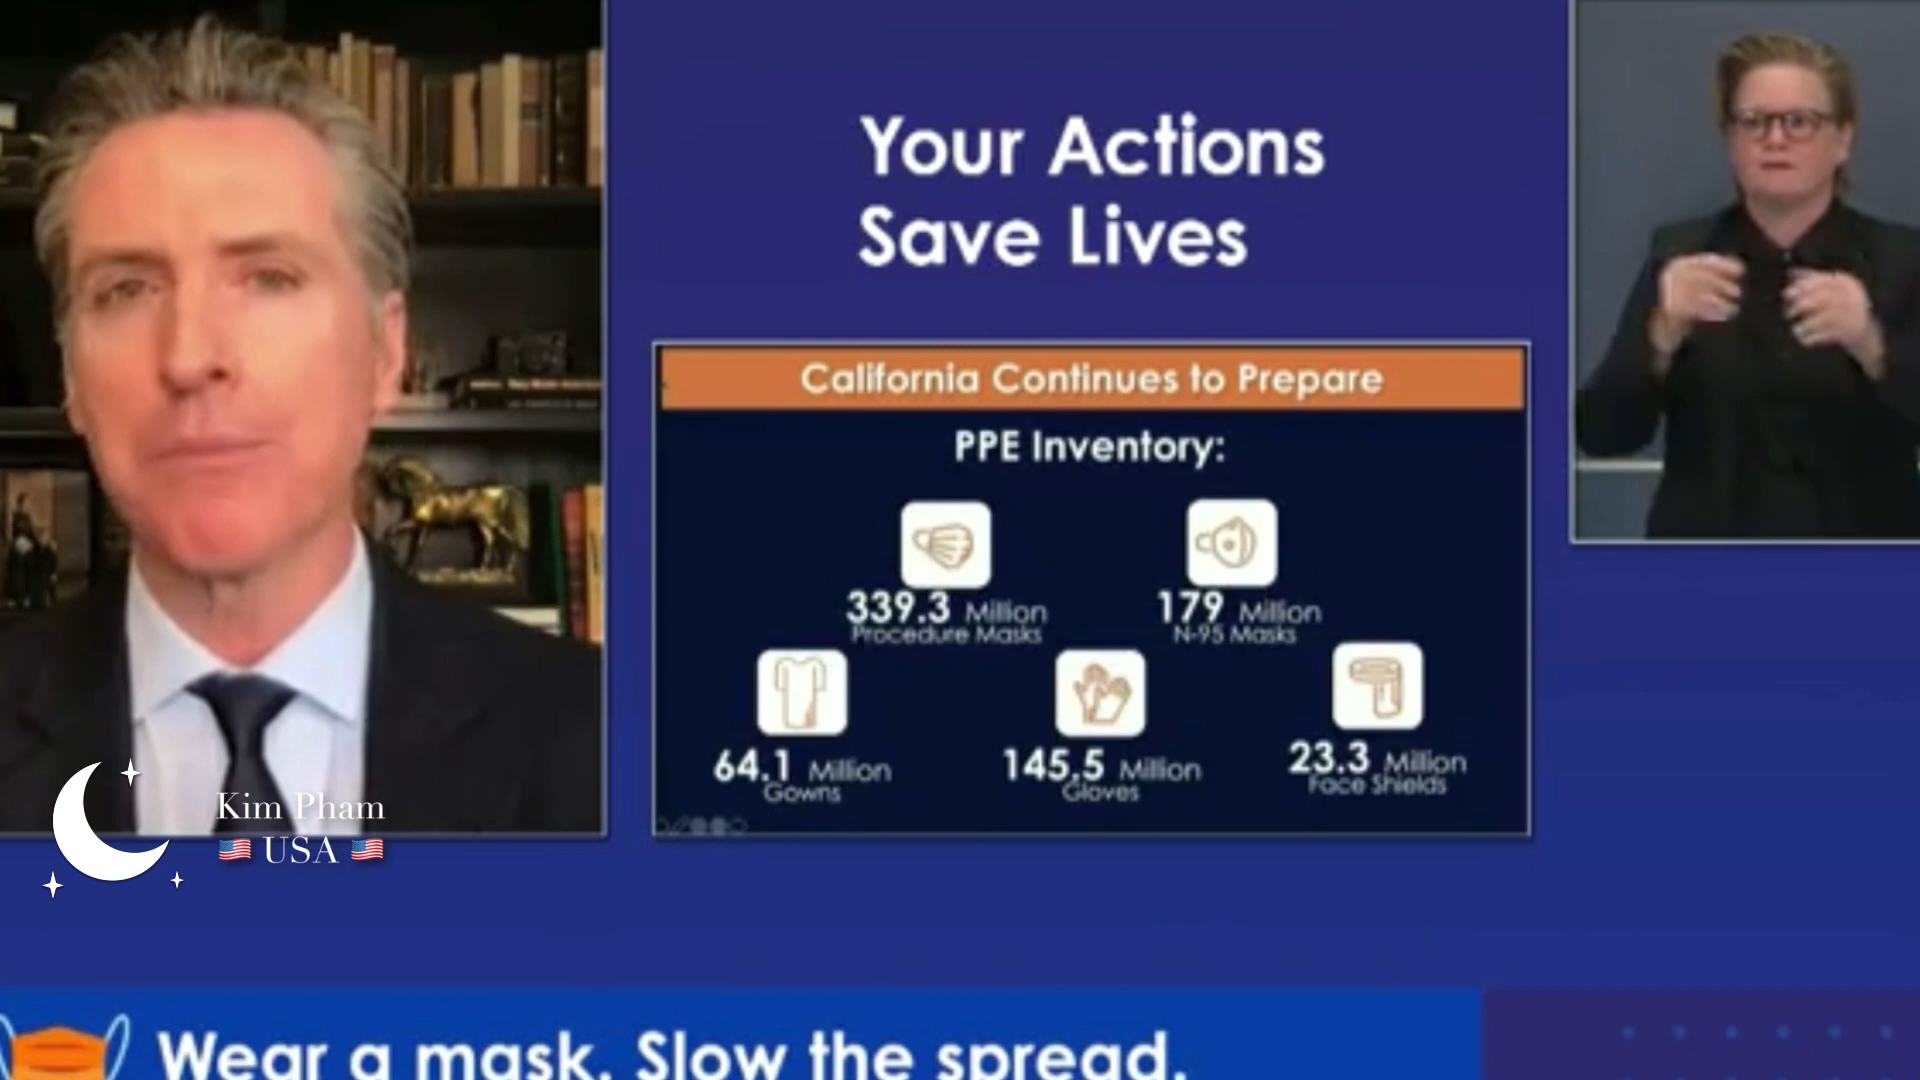 Your Actions
Save Lives
California Continues to Prepare
PPE Inventory:
339.3 Million
Procedure Masks
179 Million
N-95 Masks
64.1 Million
Gowns
145.5 Million
Gloves
23.3 Million
Face Shields
Kim Pham
🇺🇸 USA 🇺🇸
Wear a mask. Slow the spread.